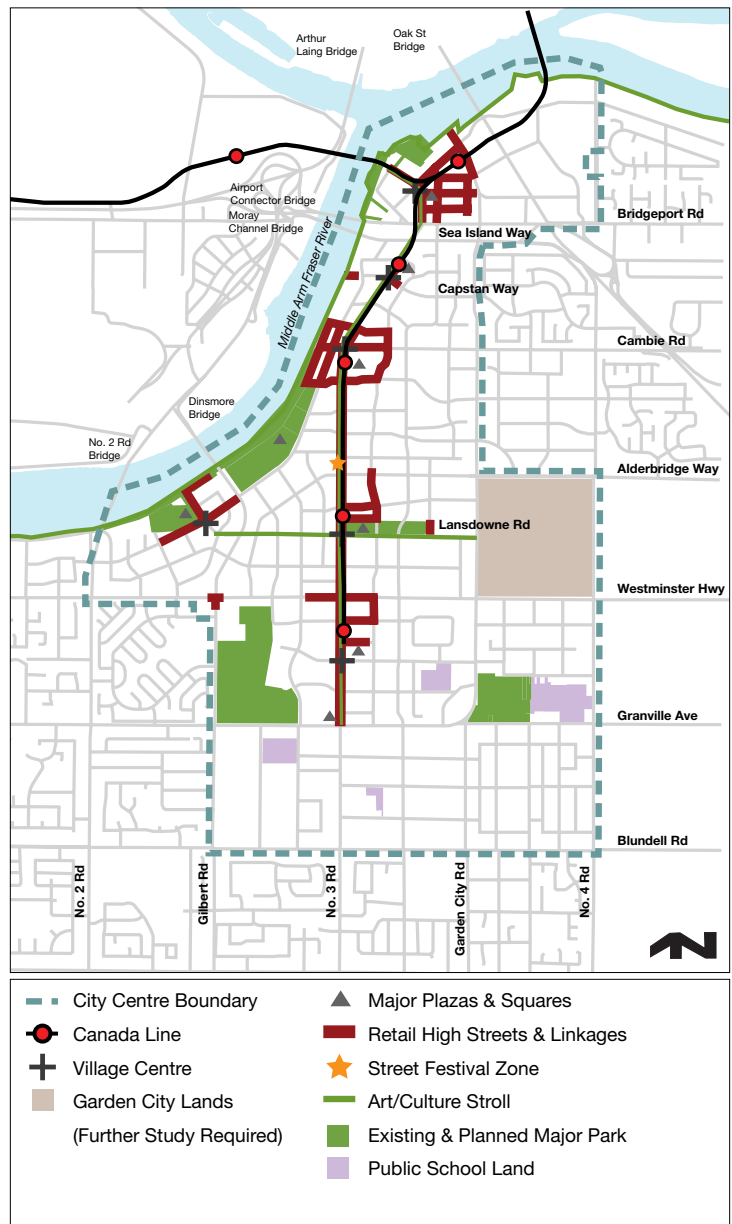 Arthur
Laing Bridge
Oak St
Bridge
Airport
Connector Bridge
Moray
Channel Bridge
Bridgeport Rd
Sea Island Way
Middle Arm Fraser River
Capstan Way
Cambie Rd
Dinsmore
Bridge
No. 2 Rd
Bridge
Alderbridge Way
Lansdowne Rd
Westminster Hwy
Granville Ave
Blundell Rd
No. 2 Rd
Gilbert Rd
No. 3 Rd
Garden City Rd
No. 4 Rd
N
City Centre Boundary
Canada Line
Village Centre
Garden City Lands
(Further Study Required)
Major Plazas & Squares
Retail High Streets & Linkages
Street Festival Zone
Art/Culture Stroll
Existing & Planned Major Park
Public School Land